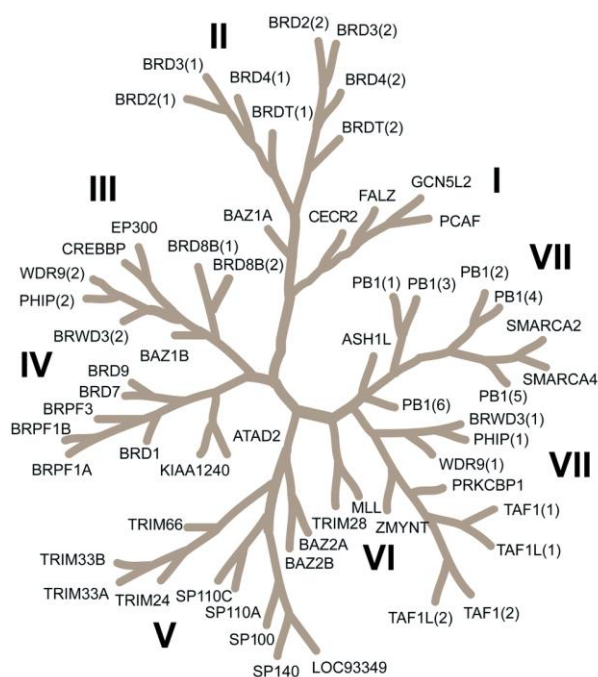 BRD2(2)
II
BRD3(2)
BRD3(1)
BRD4(1)
BRD4(2)
BRD2(1)
BRDT(1)
BRDT(2)
I
GCN5L2
FALZ
PCAF
CECR2
BAZ1A
III
EP300
CREBBP
BRD8B(1)
BRD8B(2)
WDR9(2)
PHIP(2)
BRWD3(2)
BAZ1B
VII
PB1(1)
PB1(3)
PB1(2)
PB1(4)
SMARCA2
ASH1L
SMARCA4
PB1(5)
PB1(6)
IV
BRD9
BRD7
BRPF3
BRPF1B
BRPF1A
BRD1
KIAA1240
ATAD2
BRWD3(1)
PHIP(1)
WDR9(1)
VII
PRKCBP1
MLL
TRIM28
ZMYNT
VI
TAF1(1)
TAF1L(1)
TAF1L(2)
TAF1(2)
TRIM66
BAZ2A
BAZ2B
TRIM33B
TRIM33A
TRIM24
SP110C
SP110A
V
SP100
SP140
LOC93349